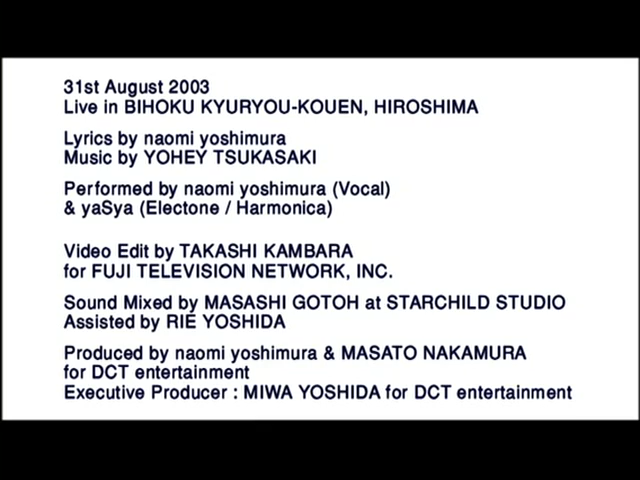 31st August 2003
Live in BIHOKU KYURYOU-KOUEN, HIROSHIMA
Lyrics by naomi yoshimura
Music by YOHEY TSUKASAKI
Performed by naomi yoshimura (Vocal)
& yaSya (Electone / Harmonica)
Video Edit by TAKASHI KAMBARA
for FUJI TELEVISION NETWORK, INC.
Sound Mixed by MASASHI GOTOH at STARCHILD STUDIO
Assisted by RIE YOSHIDA
Produced by naomi yoshimura & MASATO NAKAMURA
for DCT entertainment
Executive Producer : MIWA YOSHIDA for DCT entertainment